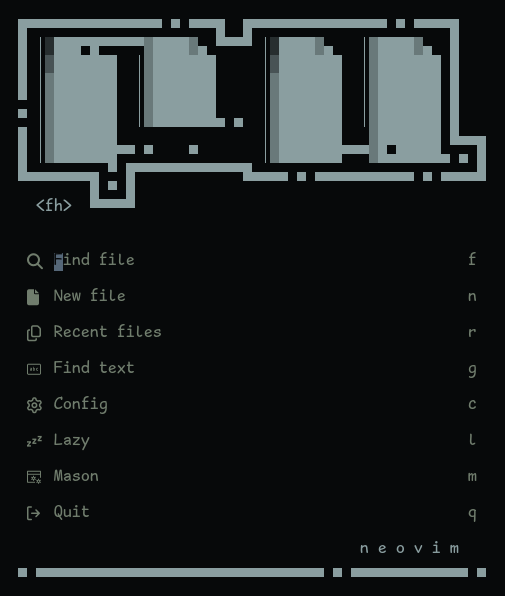 <fh>
Find file f
New file n
Recent files r
Find text g
Config c
Lazy l
Mason m
Quit q
n e o v i m